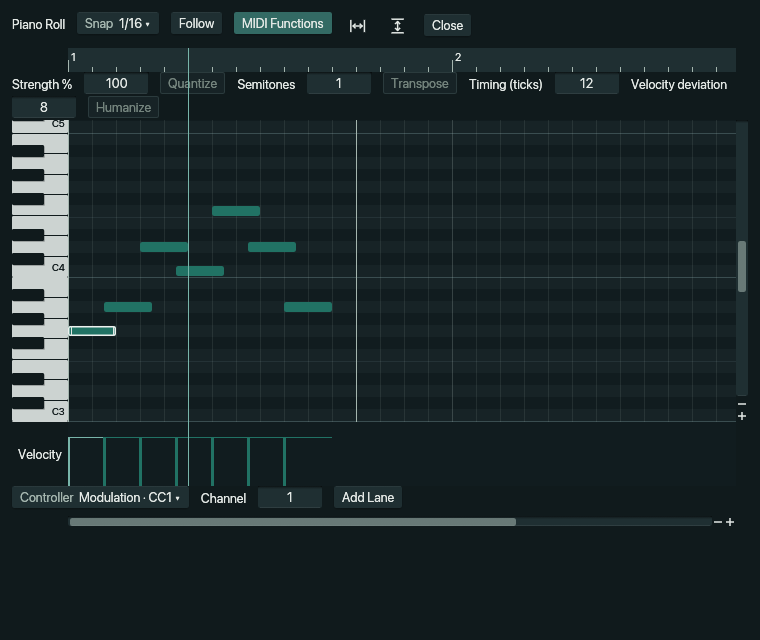 Piano Roll Snap 1/16 Follow MIDI Functions Close
1 2
Strength % 100 Quantize Semitones 1 Transpose Timing (ticks) 12 Velocity deviation
8 Humanize
C5
C4
C3
Velocity
Controller Modulation · CC1 Channel 1 Add Lane